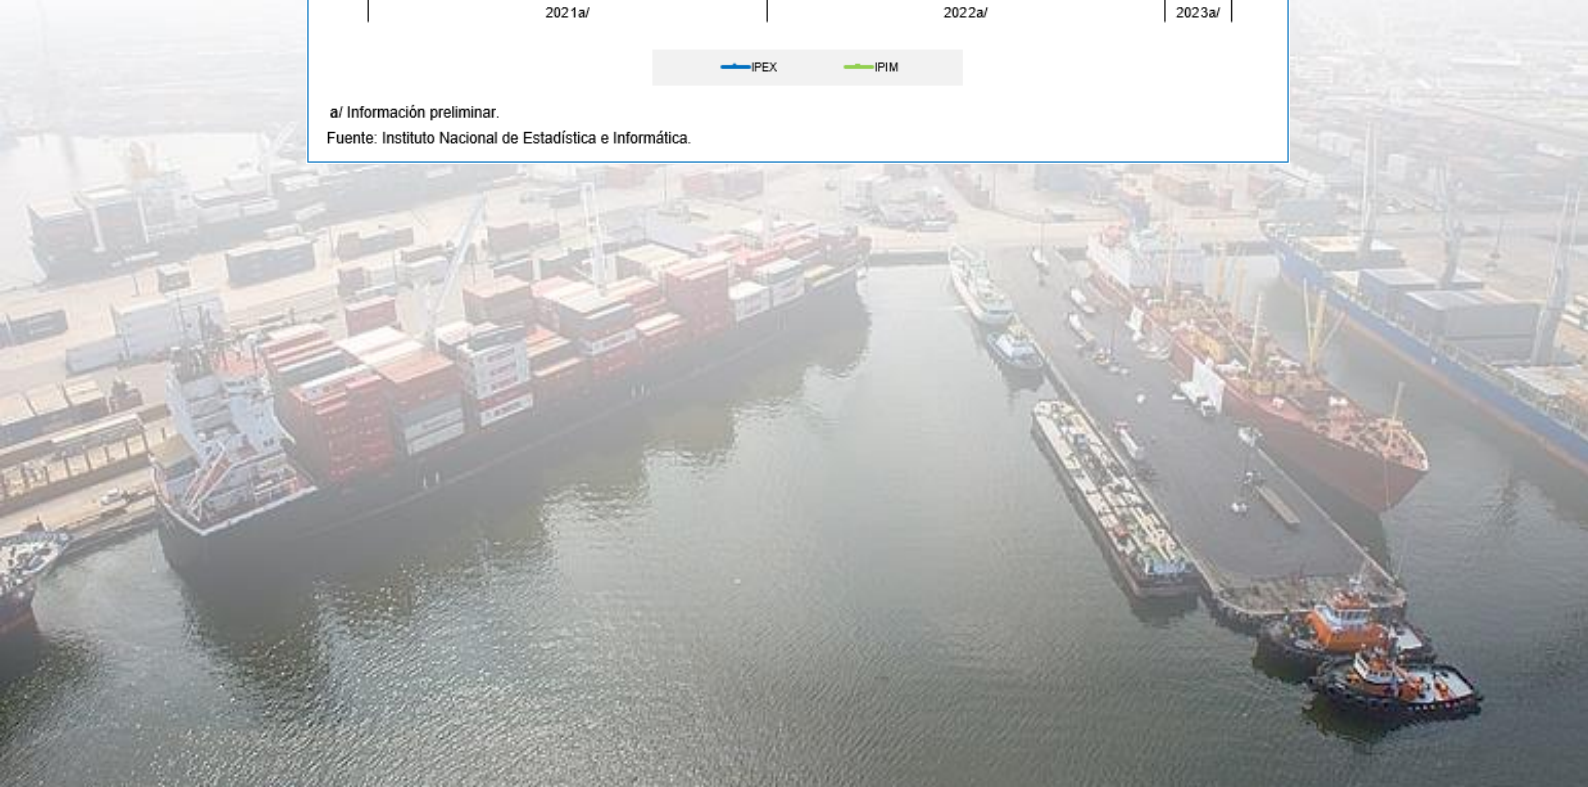 2021a/ 2022a/ 2023a/
IPEX IPIM
a/ Información preliminar.
Fuente: Instituto Nacional de Estadística e Informática.